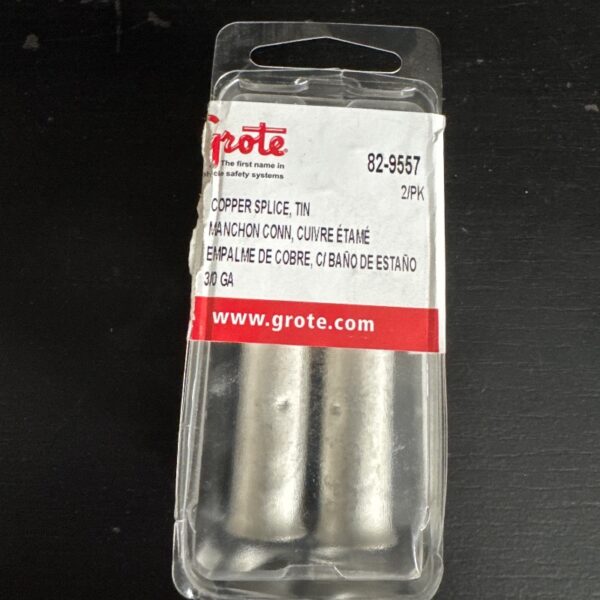 Grote®
The first name in
vehicle safety systems
82-9557
2/PK
COPPER SPLICE, TIN
MANCHON CONN, CUIVRE ÉTAMÉ
EMPALME DE COBRE, C/ BAÑO DE ESTAÑO
3/0 GA
www.grote.com